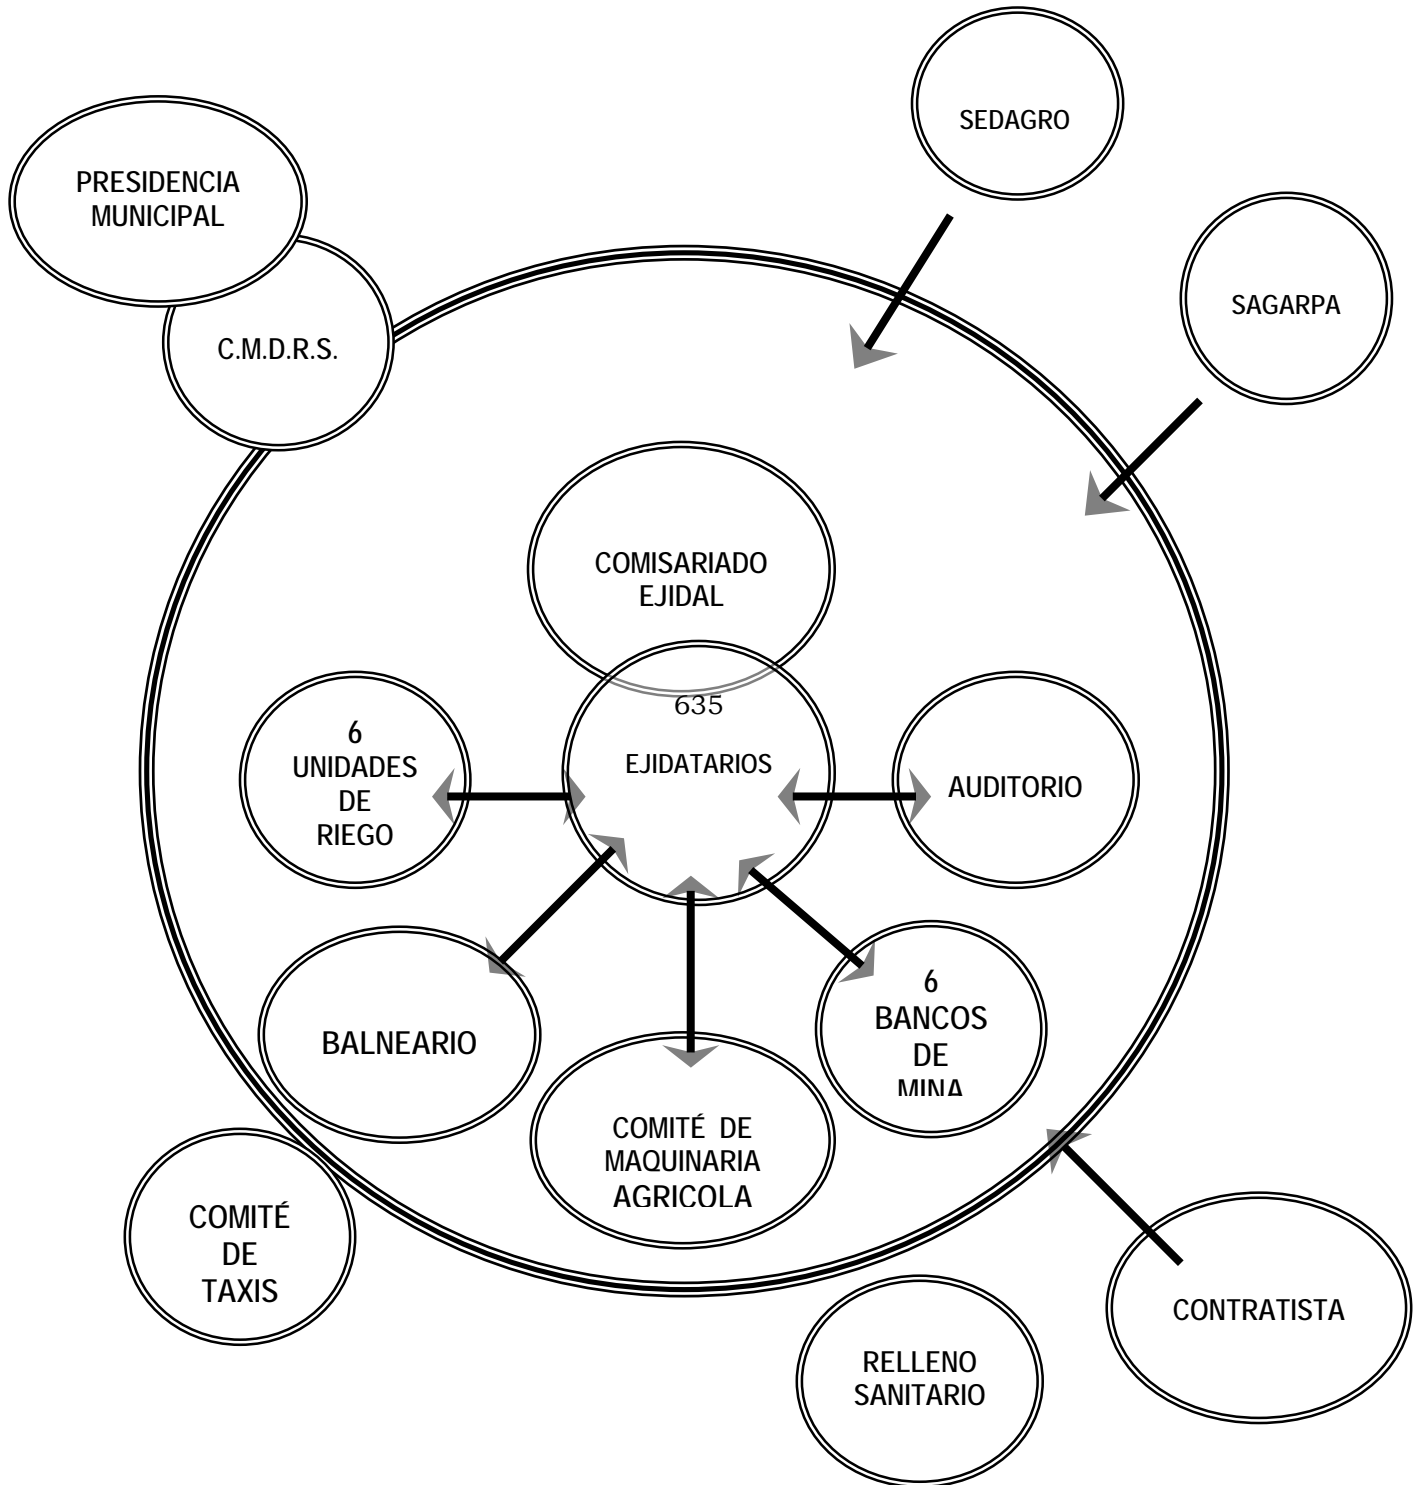 SEDAGRO
PRESIDENCIA
MUNICIPAL
SAGARPA
C.M.D.R.S.
COMISARIADO
EJIDAL
635
EJIDATARIOS
6
UNIDADES
DE
RIEGO
AUDITORIO
BALNEARIO
6
BANCOS
DE
MINA
COMITÉ DE
MAQUINARIA
AGRICOLA
COMITÉ
DE
TAXIS
CONTRATISTA
RELLENO
SANITARIO